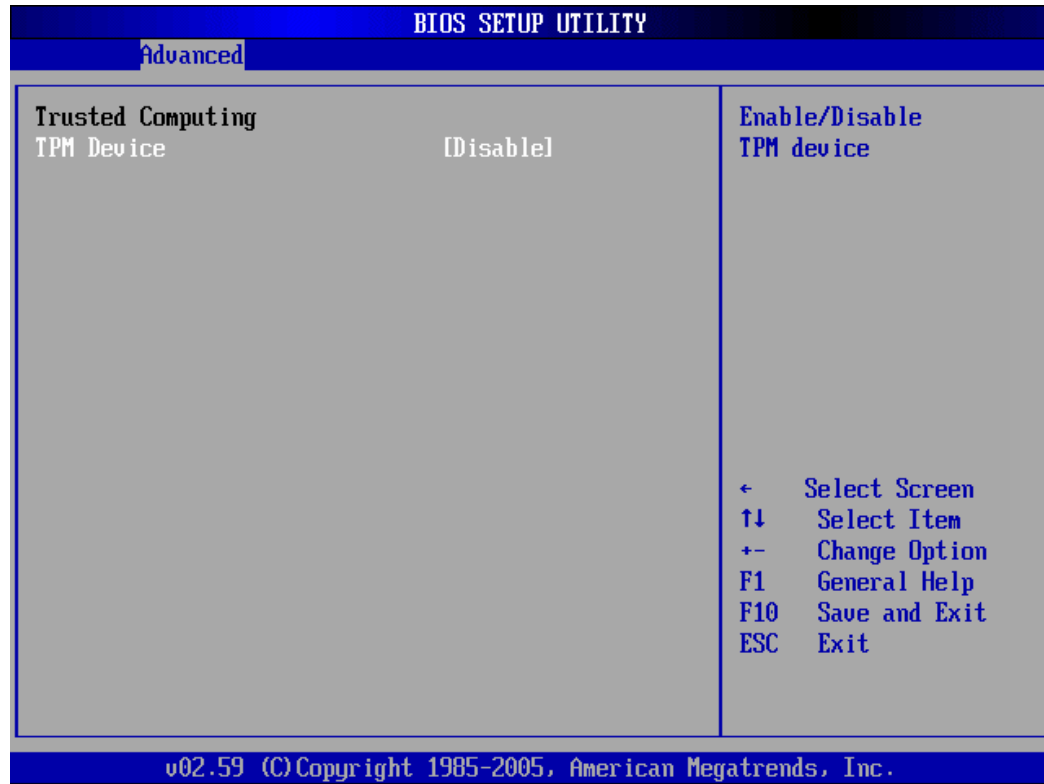 BIOS SETUP UTILITY
Advanced
Trusted Computing
TPM Device [Disable]
Enable/Disable
TPM device
← Select Screen
↑↓ Select Item
+- Change Option
F1 General Help
F10 Save and Exit
ESC Exit
v02.59 (C)Copyright 1985-2005, American Megatrends, Inc.